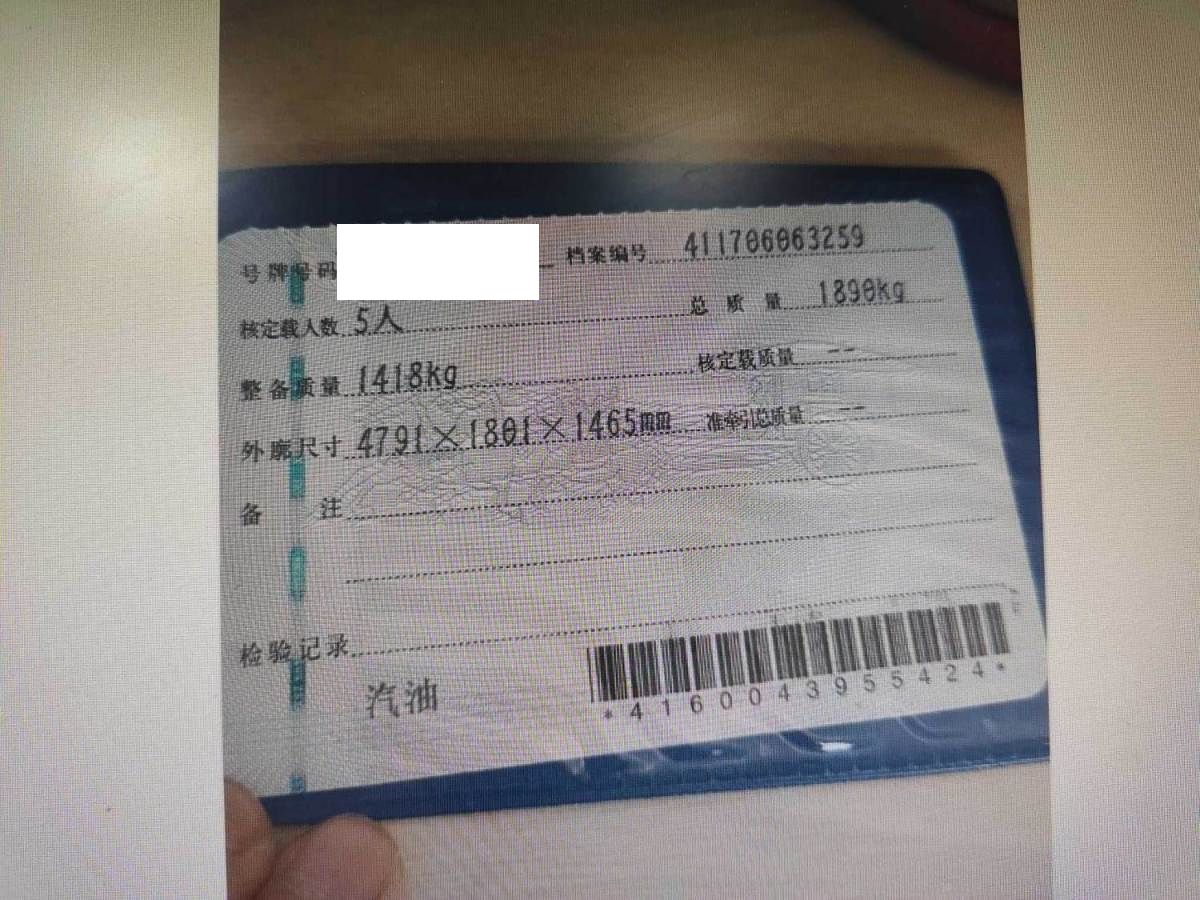 号牌号码 档案编号 411706063259
核定载人数 5人 总质量 1890kg
整备质量 1418kg 核定载质量 --
外廓尺寸 4791×1801×1465mm 准牵引总质量 --
备注
检验记录
汽油
*4160043955424*